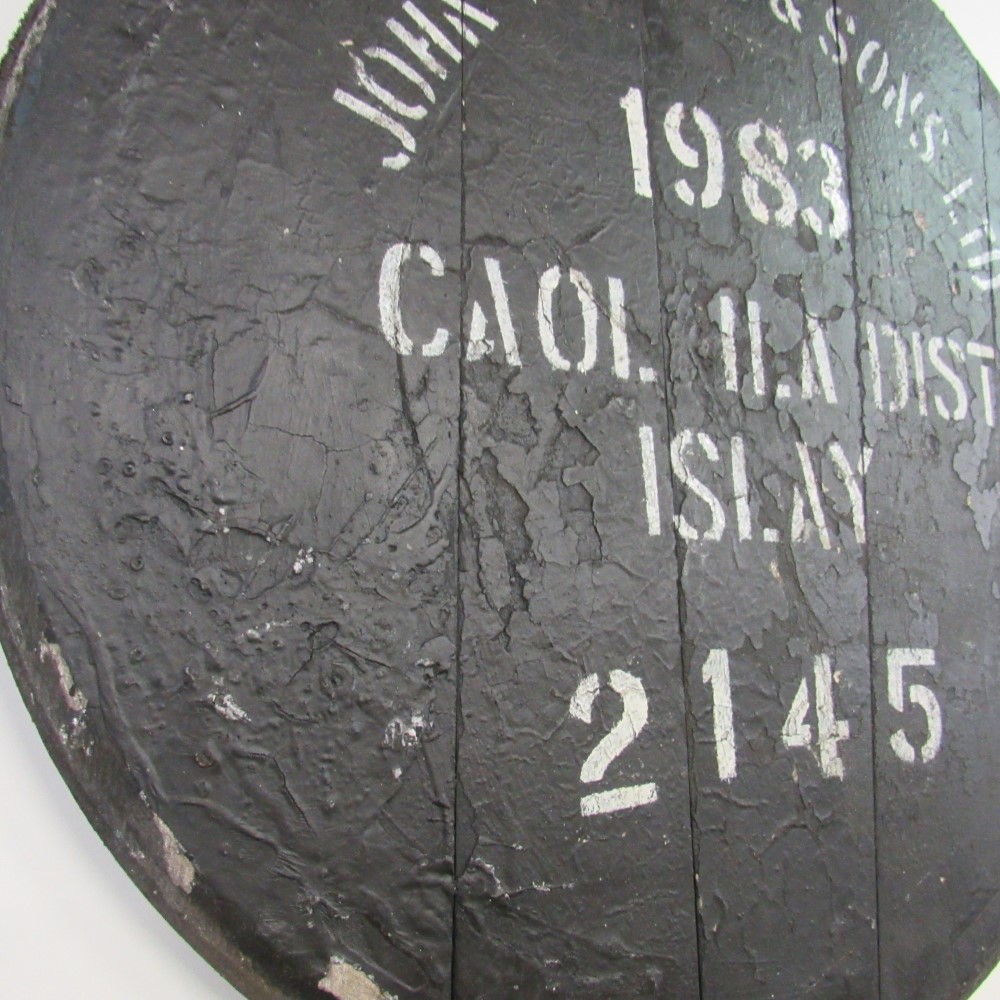 JOHN & SONS LTD
1983
CAOL ILA DIST
ISLAY
2145